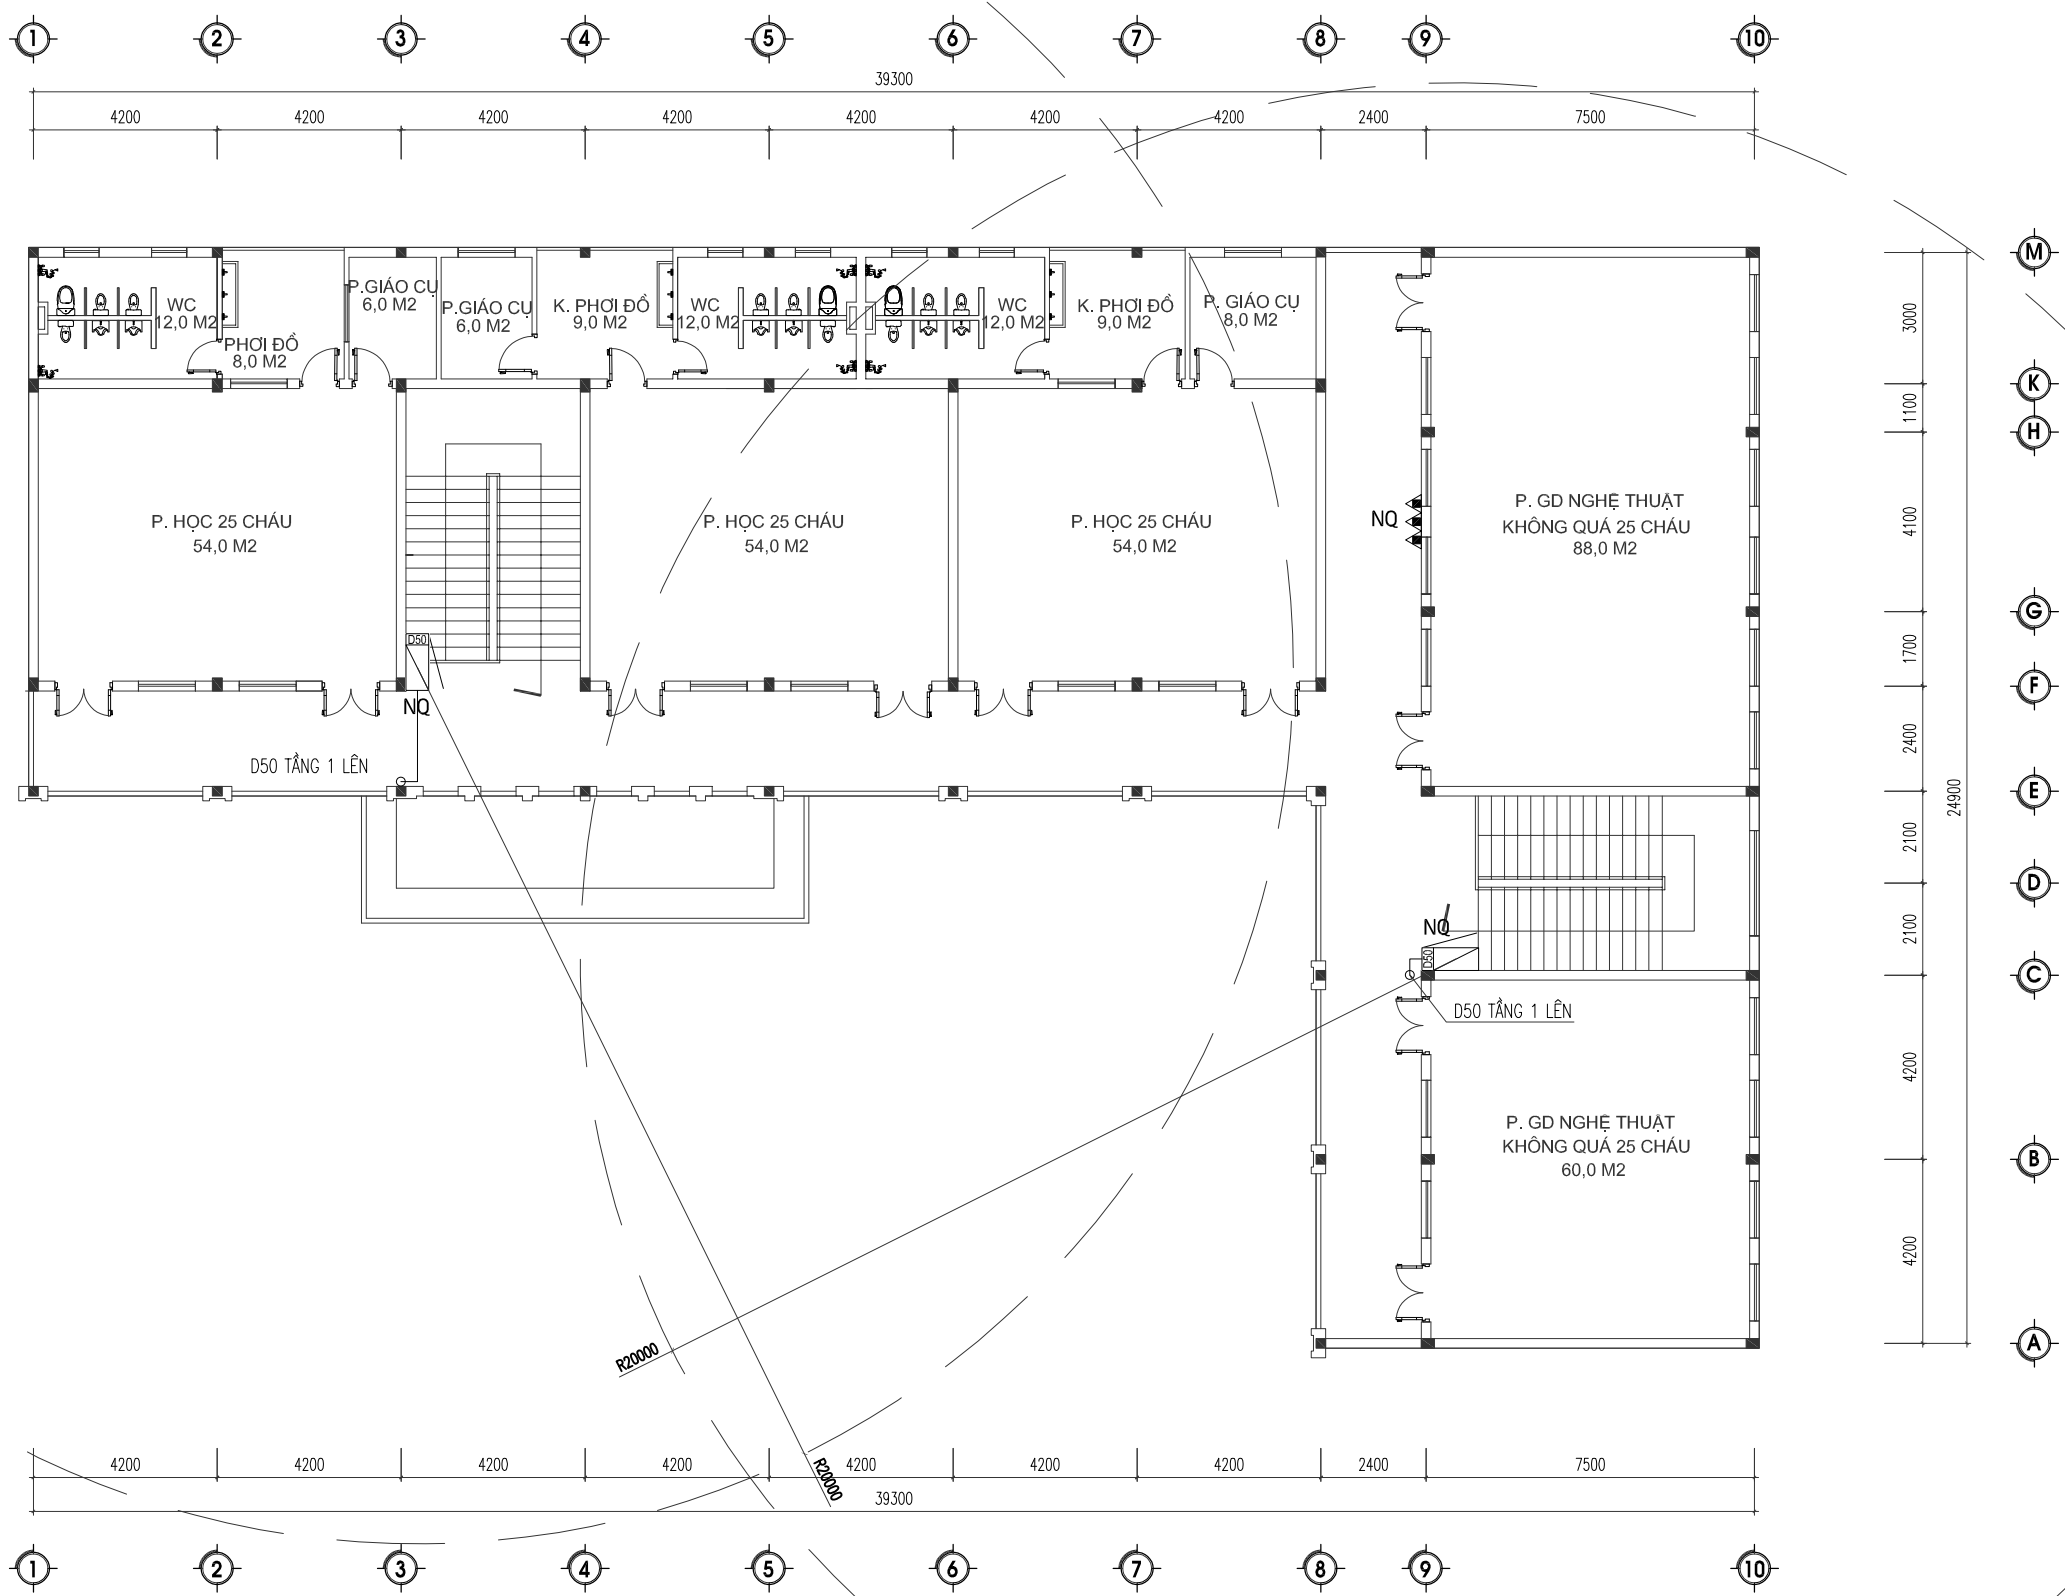 1 2 3 4 5 6 7 8 9 10
39300
4200 4200 4200 4200 4200 4200 4200 2400 7500
M
K
H
G
F
E
D
C
B
A
3000
1100
4100
1700
2400
2100
2100
4200
4200
24900
WC
12,0 M2
PHƠI ĐỒ
8,0 M2
P.GIÁO CỤ
6,0 M2
P.GIÁO CỤ
6,0 M2
K. PHƠI ĐỒ
9,0 M2
WC
12,0 M2
WC
12,0 M2
K. PHƠI ĐỒ
9,0 M2
P. GIÁO CỤ
8,0 M2
P. HỌC 25 CHÁU
54,0 M2
P. HỌC 25 CHÁU
54,0 M2
P. HỌC 25 CHÁU
54,0 M2
NQ
P. GD NGHỆ THUẬT
KHÔNG QUÁ 25 CHÁU
88,0 M2
D50
NQ
D50 TẦNG 1 LÊN
NQ
D50
D50 TẦNG 1 LÊN
P. GD NGHỆ THUẬT
KHÔNG QUÁ 25 CHÁU
60,0 M2
R20000
R20000
4200 4200 4200 4200 4200 4200 4200 2400 7500
39300
1 2 3 4 5 6 7 8 9 10